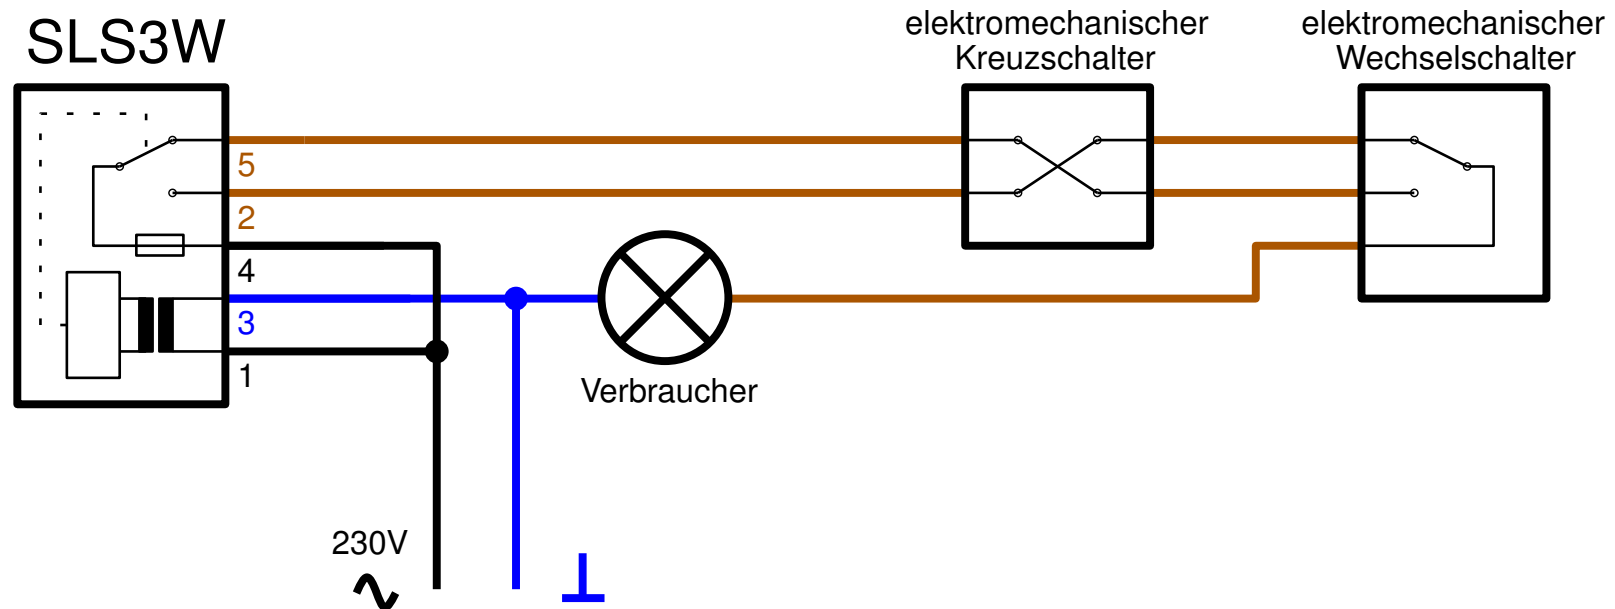 SLS3W
elektromechanischer
Kreuzschalter
elektromechanischer
Wechselschalter
5
2
4
3
1
Verbraucher
230V